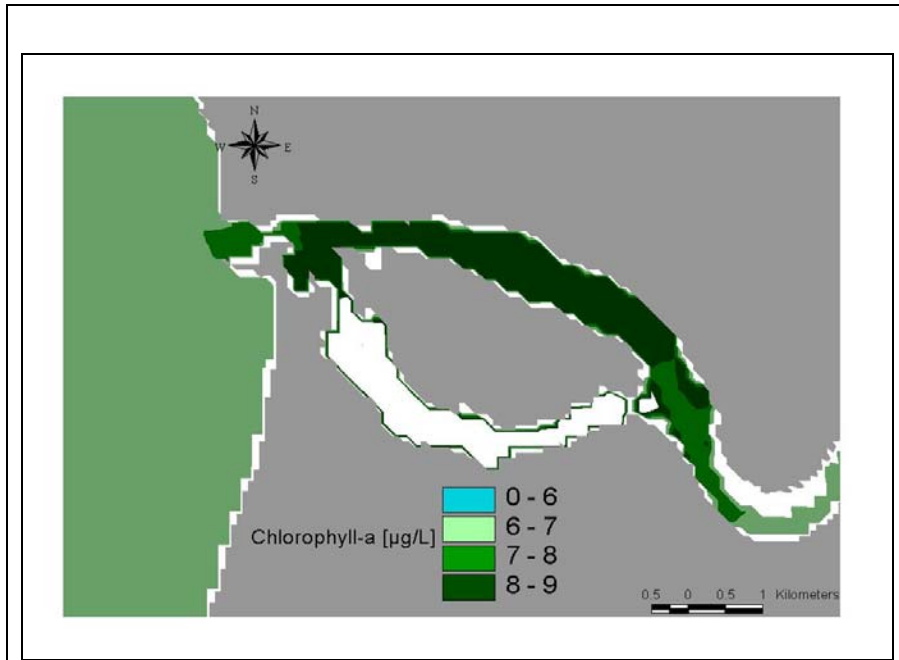 N
W E
S
0 - 6
6 - 7
Chlorophyll-a [µg/L]
7 - 8
8 - 9
0.5 0 0.5 1 Kilometers